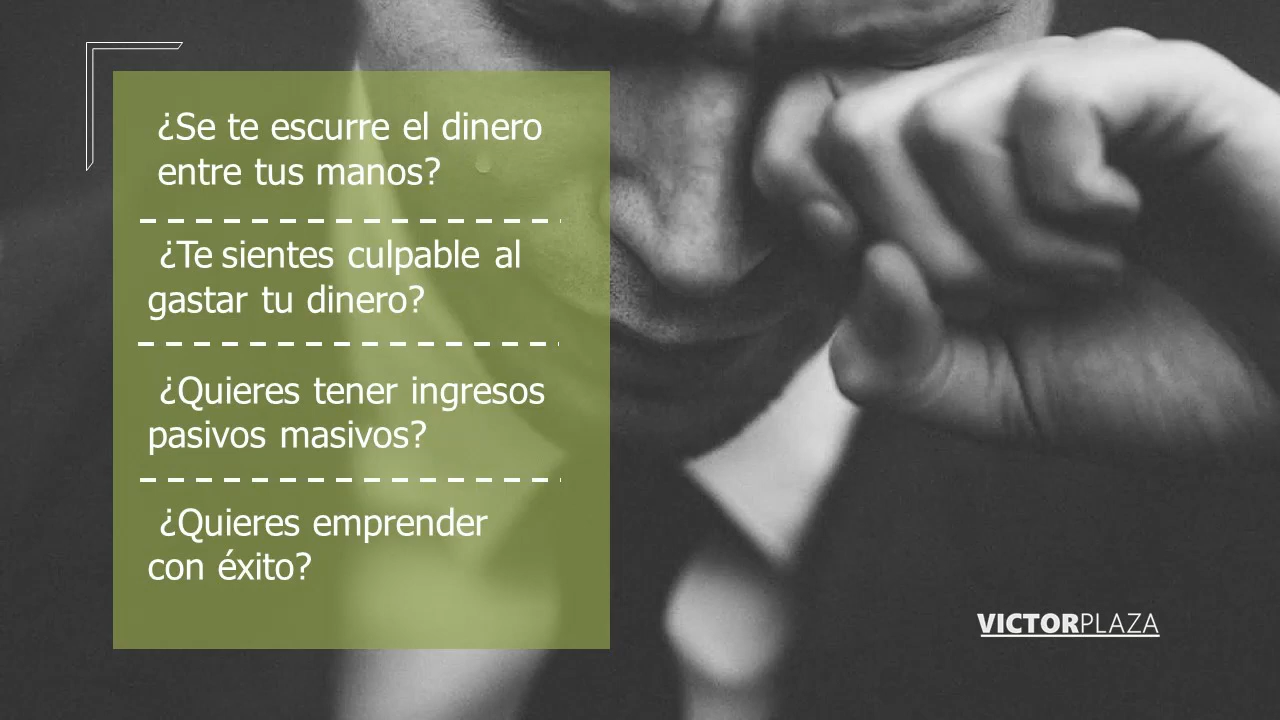 ¿Se te escurre el dinero
entre tus manos?
¿Te sientes culpable al
gastar tu dinero?
¿Quieres tener ingresos
pasivos masivos?
¿Quieres emprender
con éxito?
VICTORPLAZA